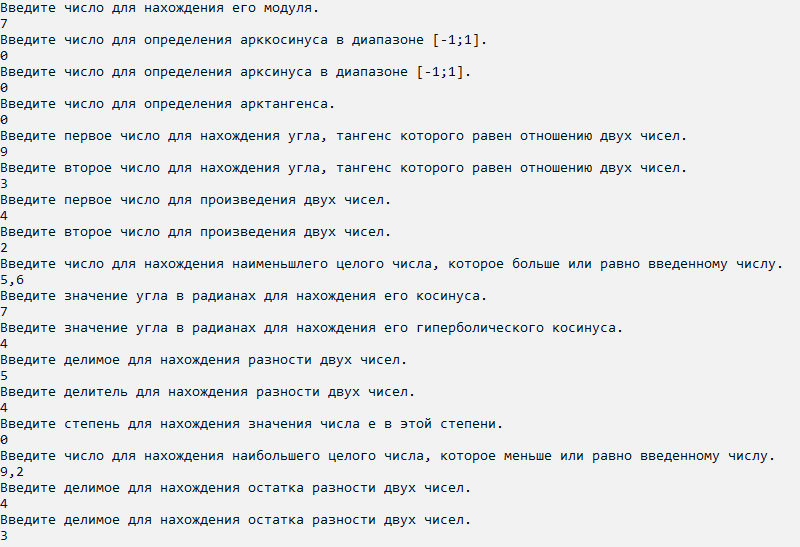 Введите число для нахождения его модуля.
7
Введите число для определения арккосинуса в диапазоне [-1;1].
0
Введите число для определения арксинуса в диапазоне [-1;1].
0
Введите число для определения арктангенса.
0
Введите первое число для нахождения угла, тангенс которого равен отношению двух чисел.
9
Введите второе число для нахождения угла, тангенс которого равен отношению двух чисел.
3
Введите первое число для произведения двух чисел.
4
Введите второе число для произведения двух чисел.
2
Введите число для нахождения наименьшлего целого числа, которое больше или равно введенному числу.
5,6
Введите значение угла в радианах для нахождения его косинуса.
7
Введите значение угла в радианах для нахождения его гиперболического косинуса.
4
Введите делимое для нахождения разности двух чисел.
5
Введите делитель для нахождения разности двух чисел.
4
Введите степень для нахождения значения числа е в этой степени.
0
Введите число для нахождения наибольшего целого числа, которое меньше или равно введенному числу.
9,2
Введите делимое для нахождения остатка разности двух чисел.
4
Введите делимое для нахождения остатка разности двух чисел.
3